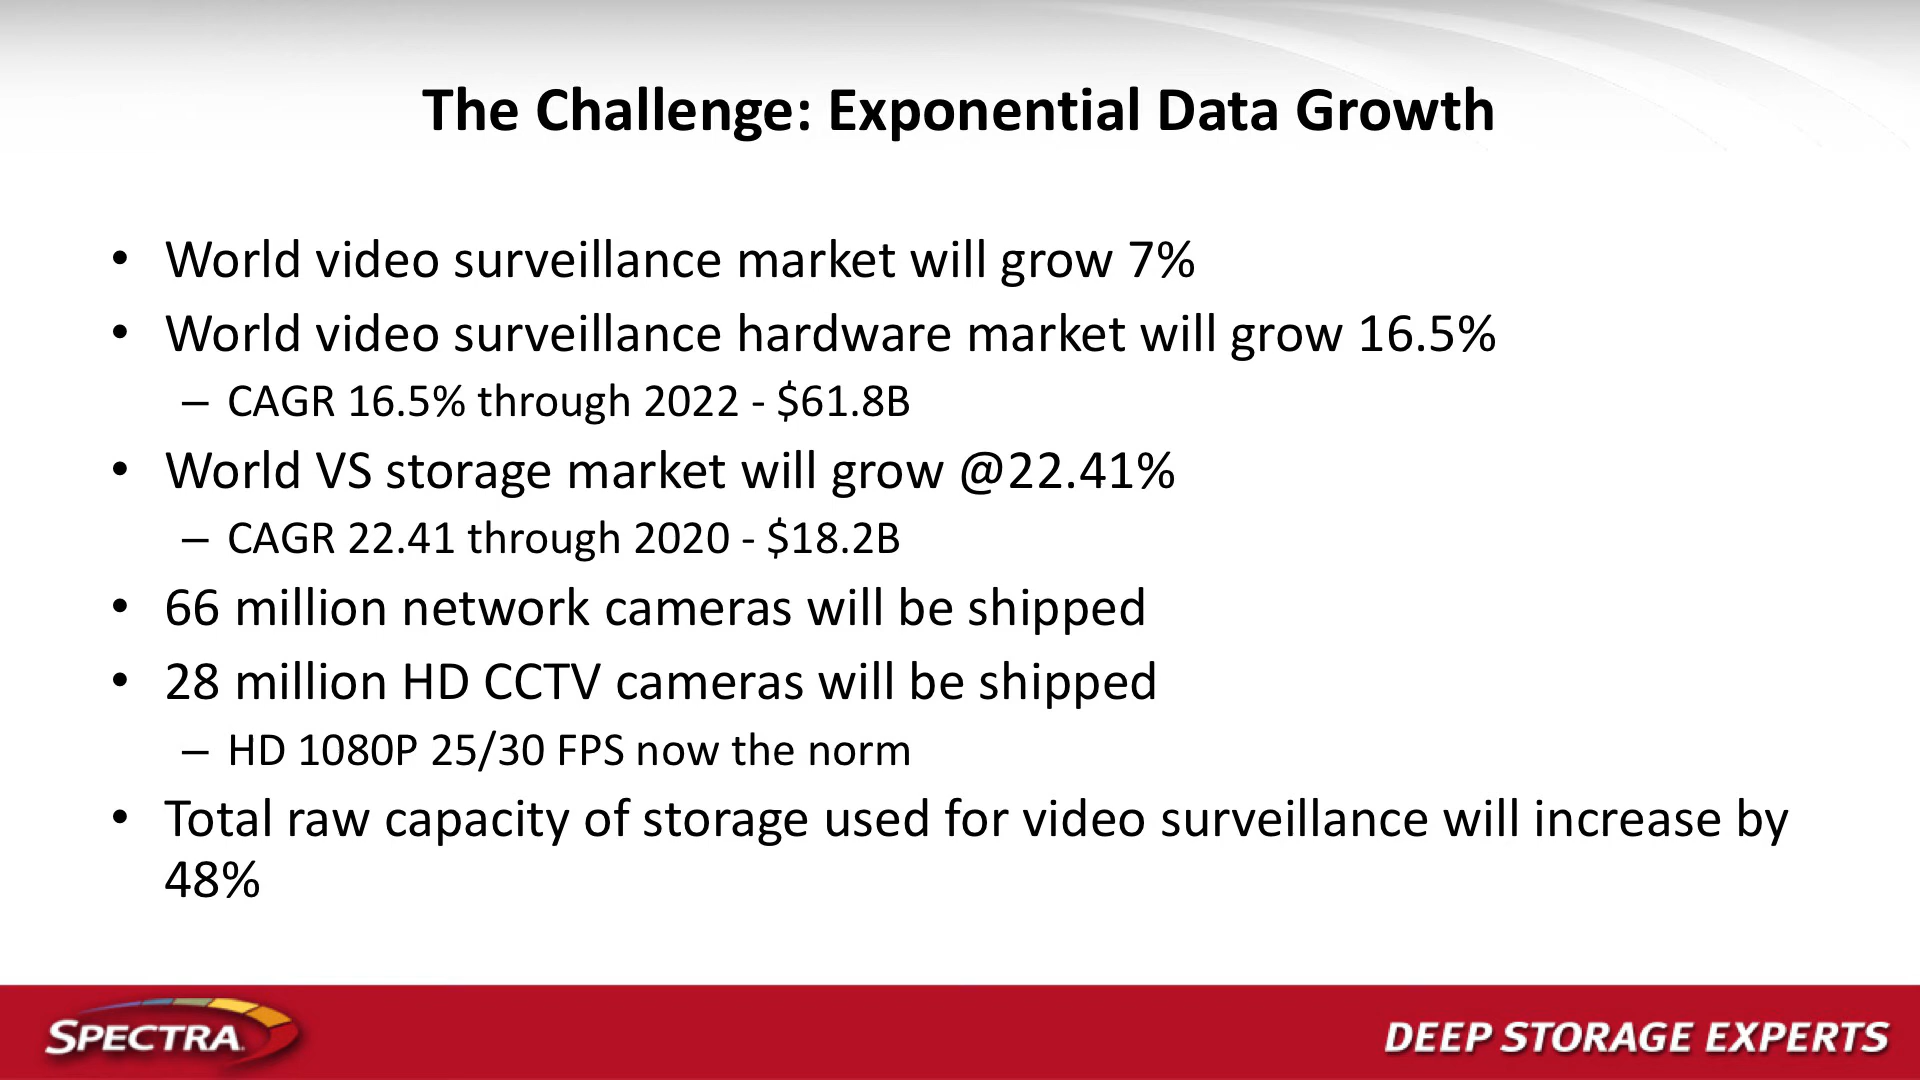 The Challenge: Exponential Data Growth
• World video surveillance market will grow 7%
• World video surveillance hardware market will grow 16.5%
– CAGR 16.5% through 2022 - $61.8B
• World VS storage market will grow @22.41%
– CAGR 22.41 through 2020 - $18.2B
• 66 million network cameras will be shipped
• 28 million HD CCTV cameras will be shipped
– HD 1080P 25/30 FPS now the norm
• Total raw capacity of storage used for video surveillance will increase by
48%
SPECTRA
DEEP STORAGE EXPERTS